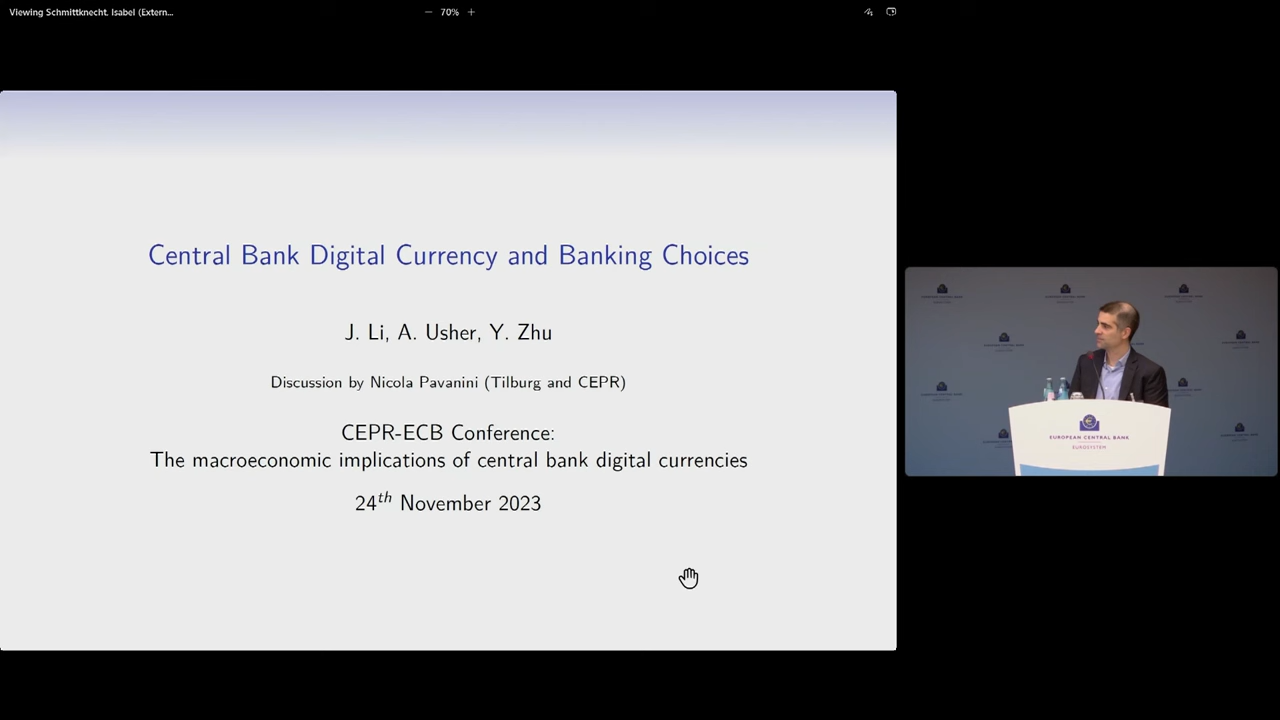 Viewing Schmittknecht, Isabel (Extern...
70%
Central Bank Digital Currency and Banking Choices
J. Li, A. Usher, Y. Zhu
Discussion by Nicola Pavanini (Tilburg and CEPR)
CEPR-ECB Conference:
The macroeconomic implications of central bank digital currencies
24th November 2023
EUROPEAN CENTRAL BANK
EUROSYSTEM